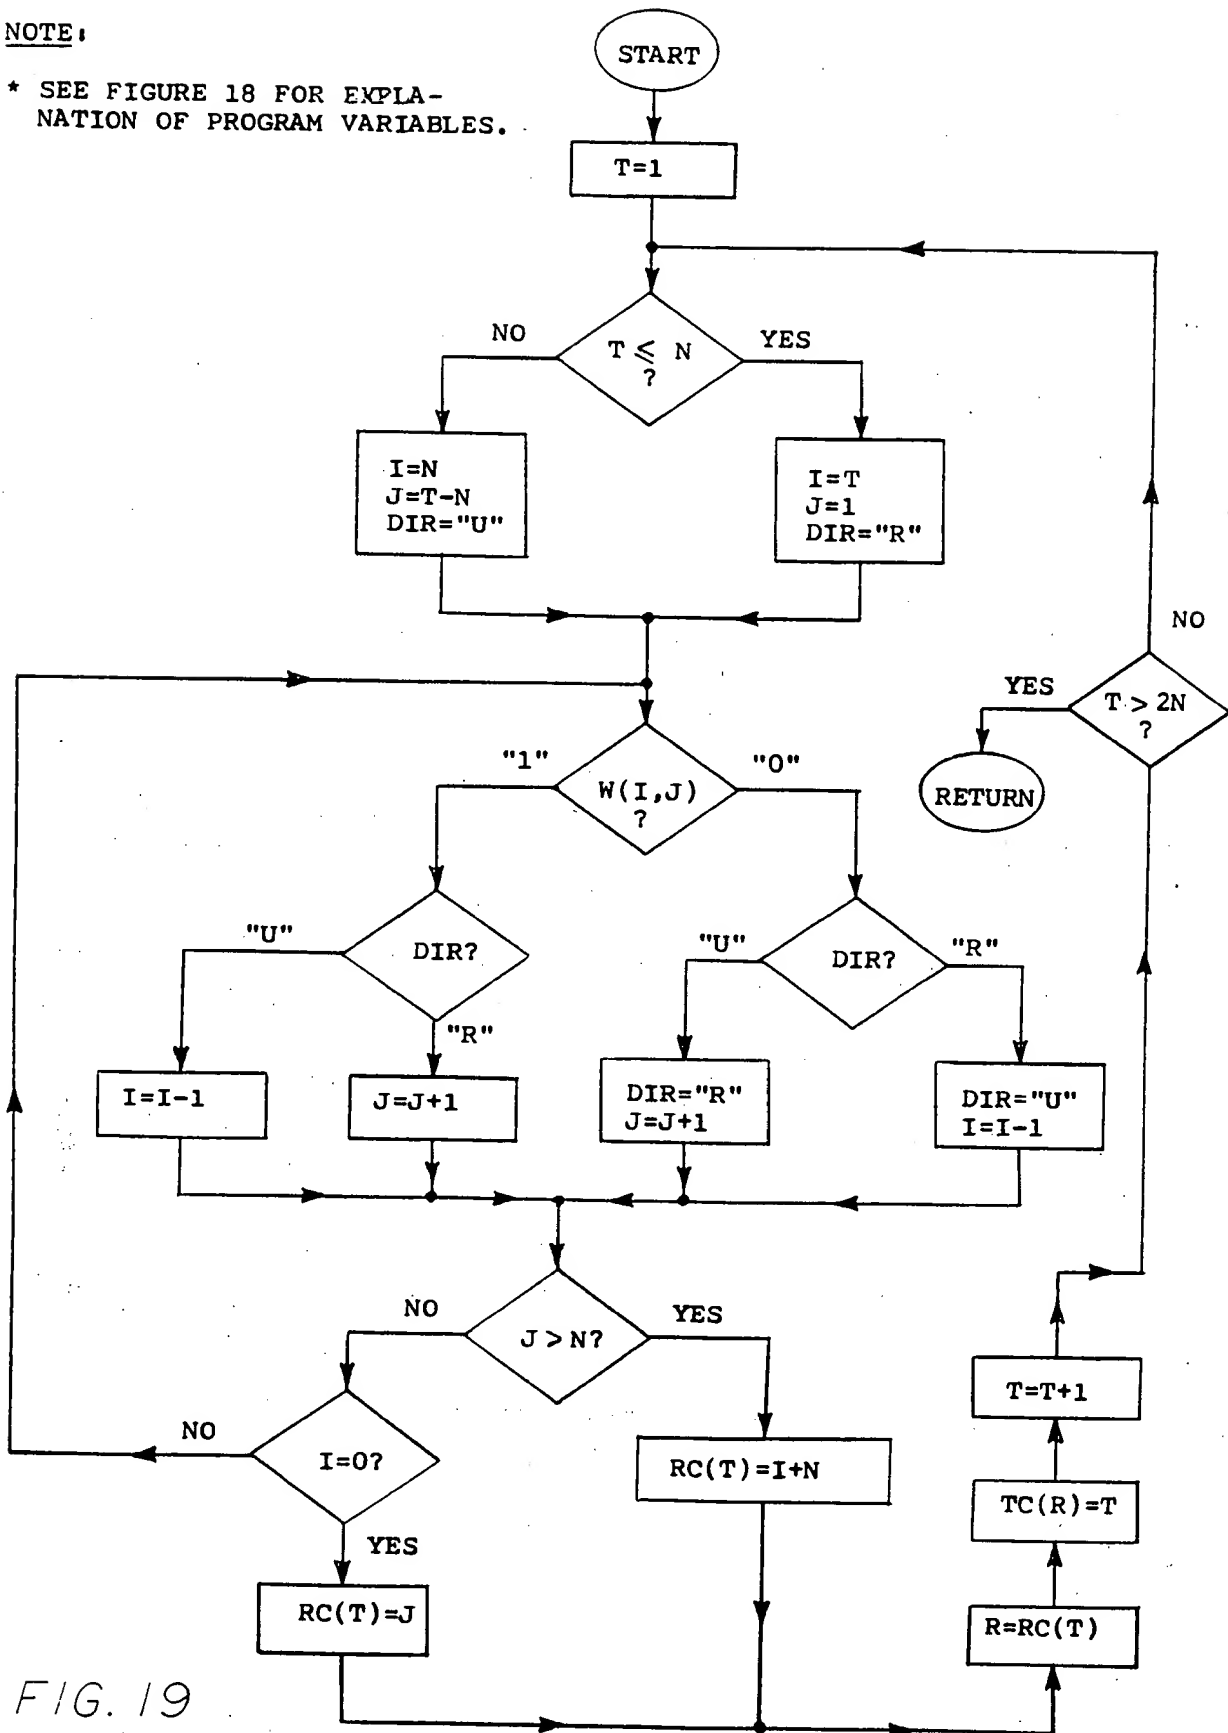 NOTE:
* SEE FIGURE 18 FOR EXPLA-
NATION OF PROGRAM VARIABLES.
START
T=1
NO
T ≤ N
?
YES
I=N
J=T-N
DIR="U"
I=T
J=1
DIR="R"
NO
YES
T > 2N
?
RETURN
"1"
W(I,J)
?
"0"
"U"
DIR?
"R"
"U"
DIR?
"R"
I=I-1
J=J+1
DIR="R"
J=J+1
DIR="U"
I=I-1
NO
J > N?
YES
NO
I=0?
YES
RC(T)=I+N
RC(T)=J
T=T+1
TC(R)=T
R=RC(T)
FIG. 19